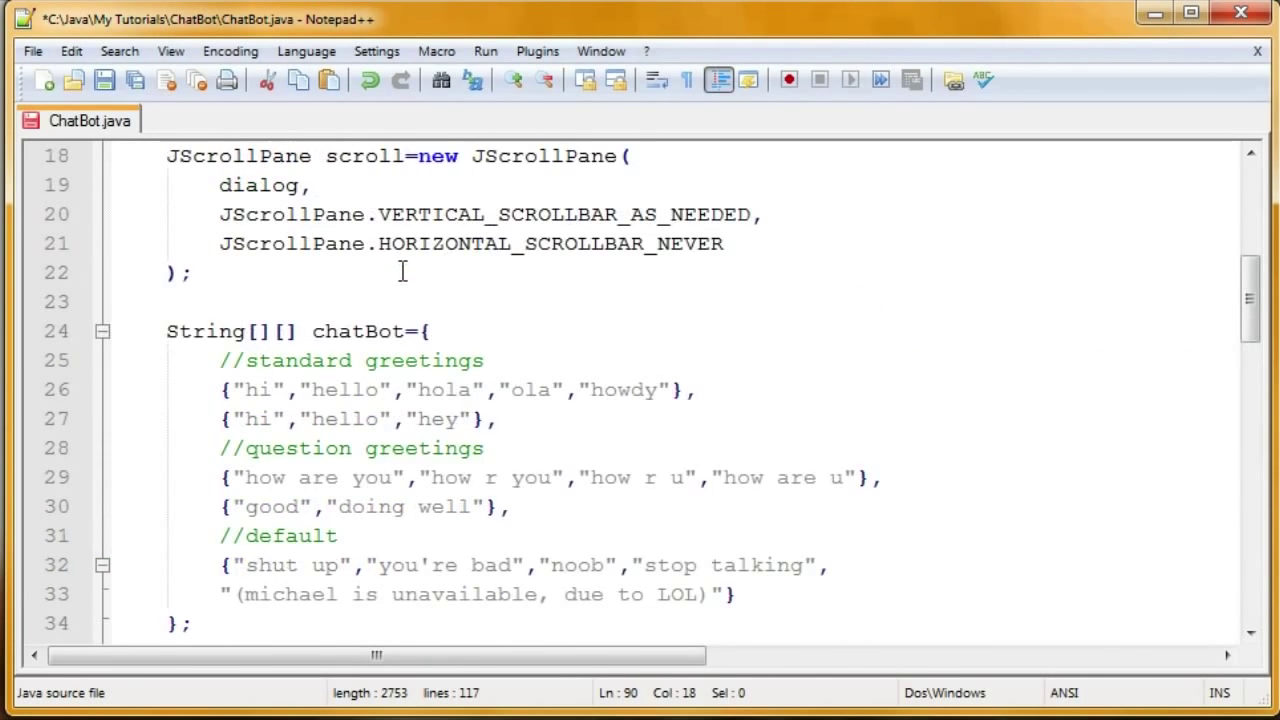 *C:\Java\My Tutorials\ChatBot\ChatBot.java - Notepad++
File Edit Search View Encoding Language Settings Macro Run Plugins Window ? X
ChatBot.java
18 JScrollPane scroll=new JScrollPane(
19 dialog,
20 JScrollPane.VERTICAL_SCROLLBAR_AS_NEEDED,
21 JScrollPane.HORIZONTAL_SCROLLBAR_NEVER
22 );
23
24 String[][] chatBot={
25 //standard greetings
26 {"hi","hello","hola","ola","howdy"},
27 {"hi","hello","hey"},
28 //question greetings
29 {"how are you","how r you","how r u","how are u"},
30 {"good","doing well"},
31 //default
32 {"shut up","you're bad","noob","stop talking",
33 "(michael is unavailable, due to LOL)"}
34 };
Java source file length : 2753 lines : 117 Ln : 90 Col : 18 Sel : 0 Dos\Windows ANSI INS